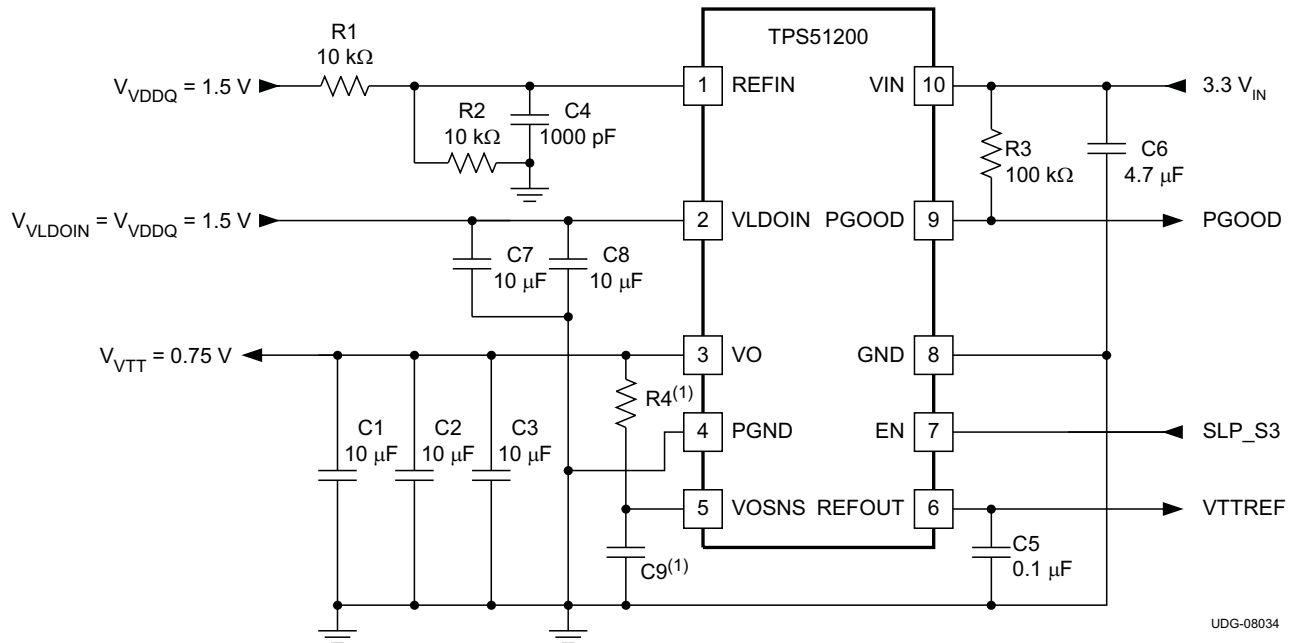 TPS51200
R1
10 kΩ
V_VDDQ = 1.5 V
1 REFIN
VIN 10
3.3 V_IN
R2
10 kΩ
C4
1000 pF
R3
100 kΩ
C6
4.7 μF
V_VLDOIN = V_VDDQ = 1.5 V
2 VLDOIN
PGOOD 9
PGOOD
C7
10 μF
C8
10 μF
V_VTT = 0.75 V
3 VO
GND 8
R4(1)
C1
10 μF
C2
10 μF
C3
10 μF
4 PGND
EN 7
SLP_S3
5 VOSNS
REFOUT 6
VTTREF
C9(1)
C5
0.1 μF
UDG-08034